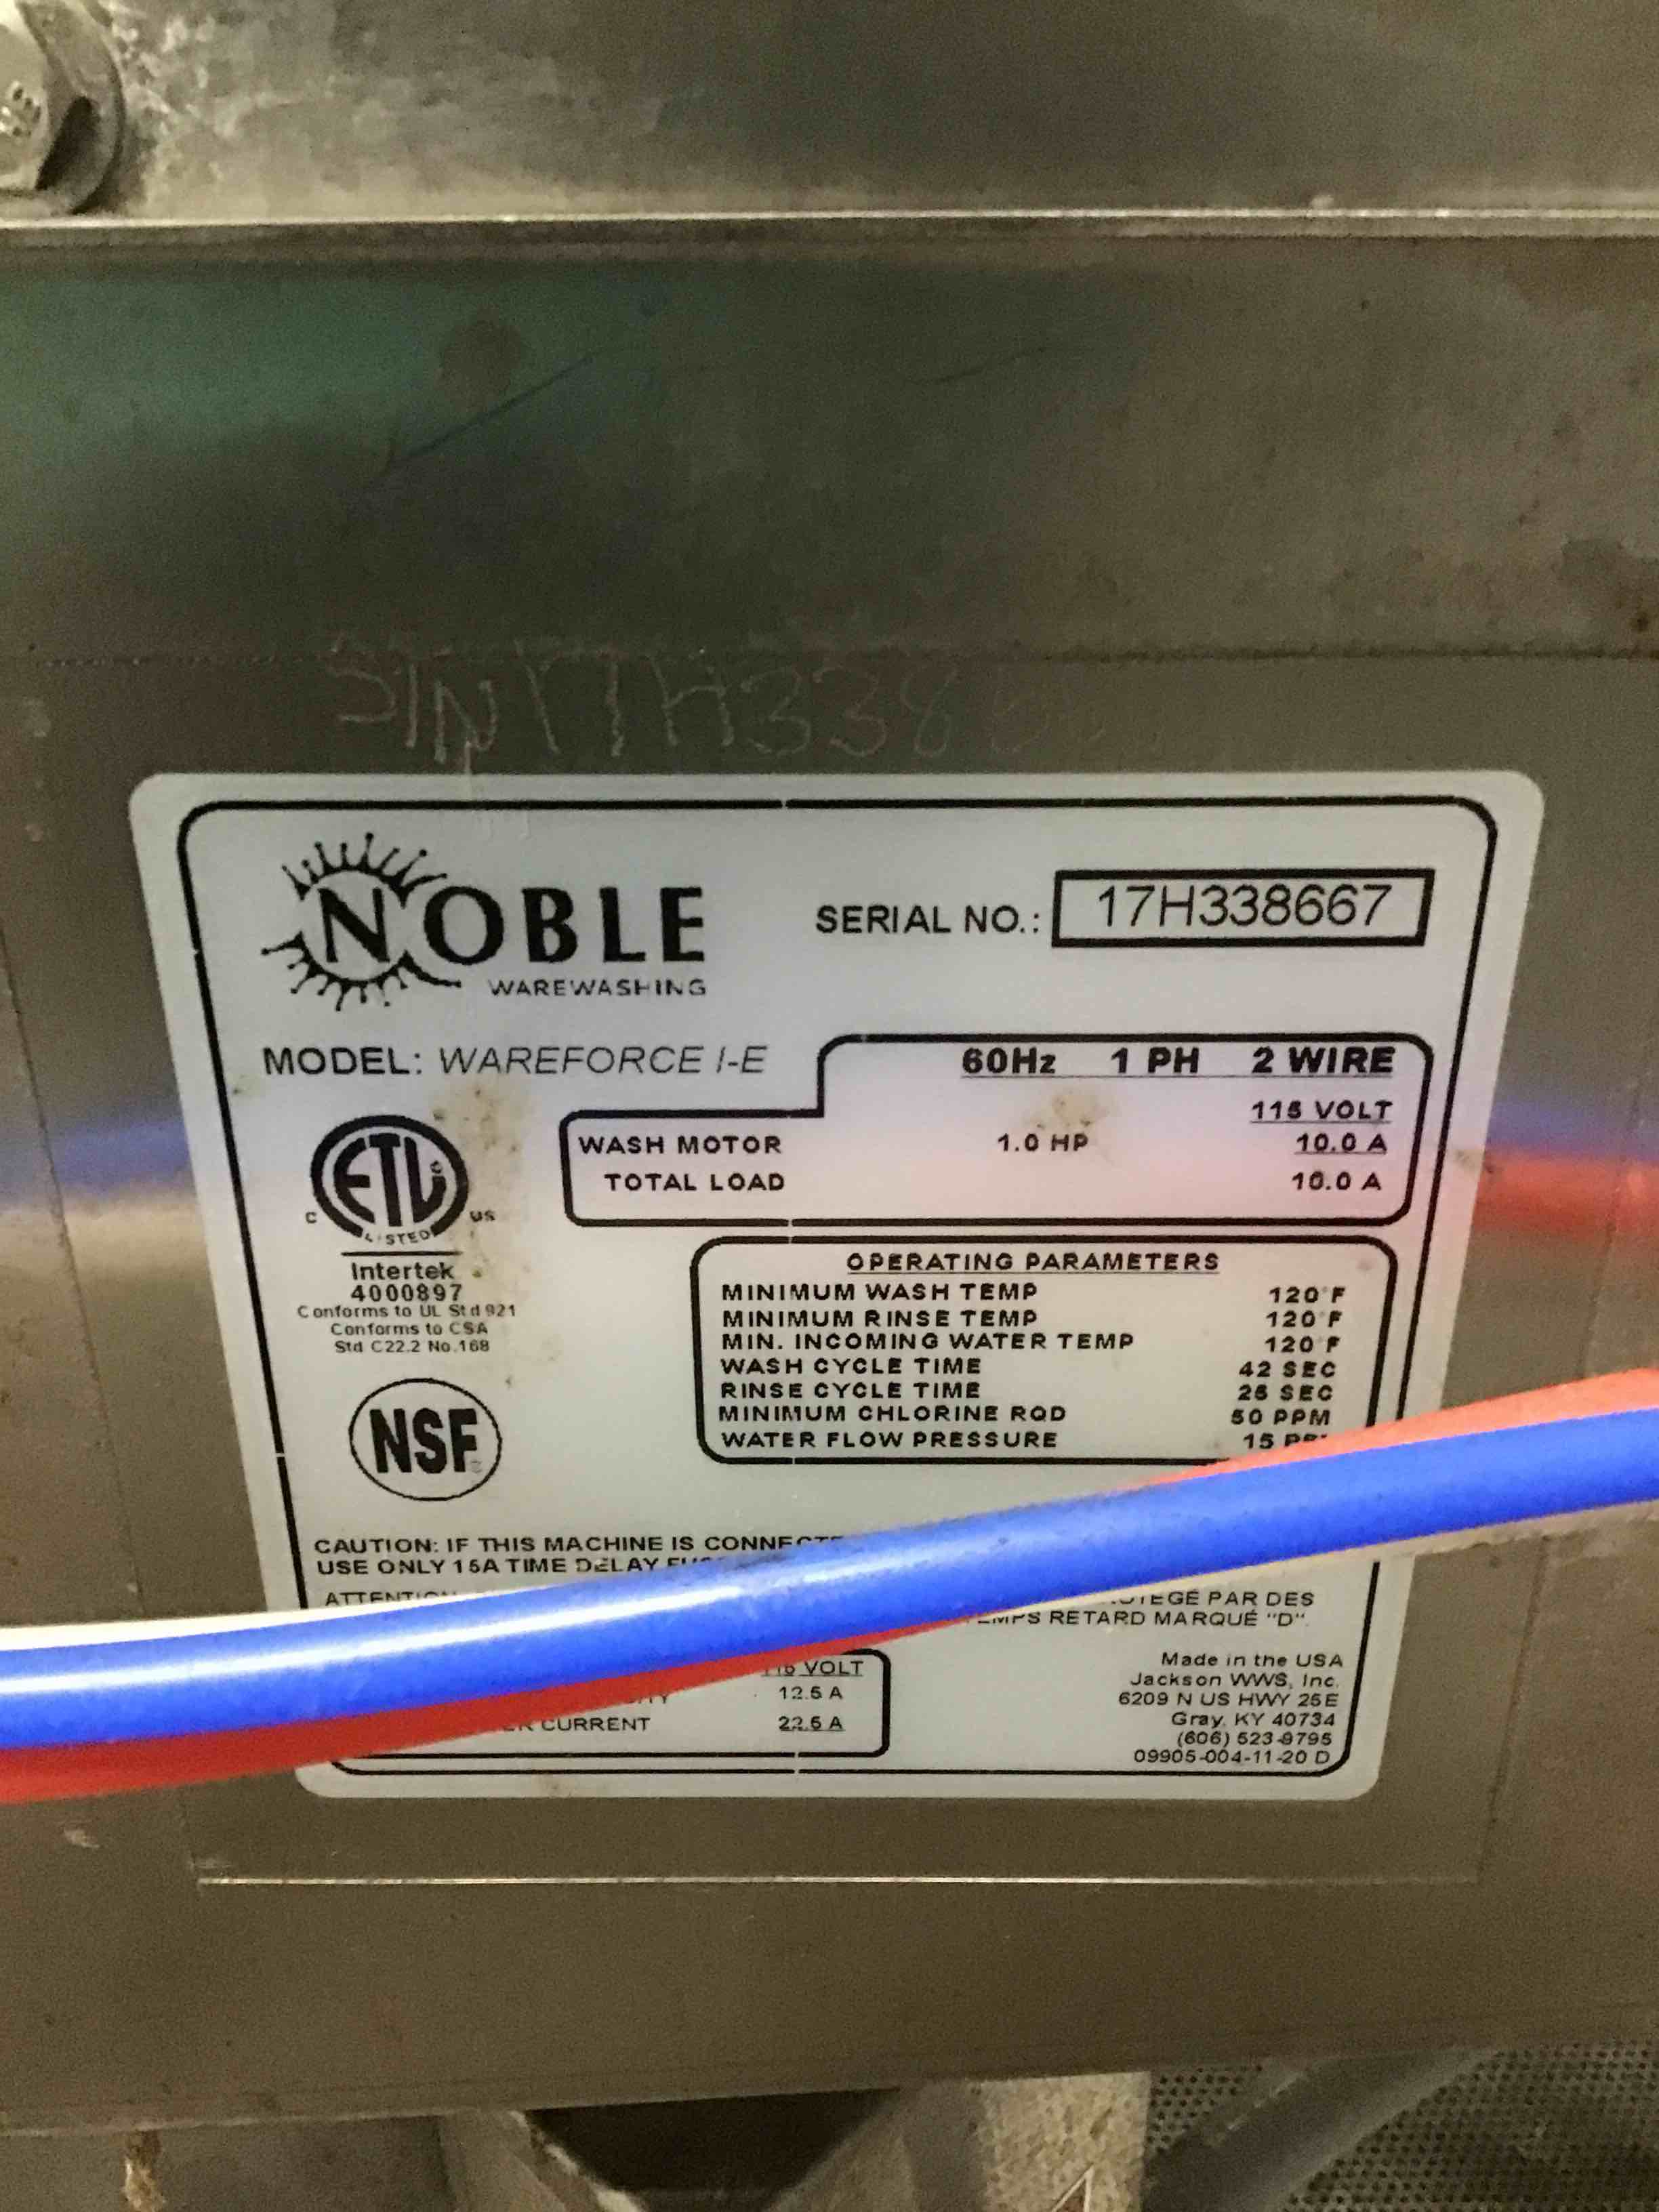 S/N 17H338
NOBLE
WAREWASHING
SERIAL NO.: 17H338667
MODEL: WAREFORCE I-E
60Hz 1 PH 2 WIRE
115 VOLT
WASH MOTOR 1.0 HP 10.0 A
TOTAL LOAD 10.0 A
ETL
C US
LISTED
Intertek
4000897
Conforms to UL Std 921
Conforms to CSA
Std C22.2 No.168
NSF
OPERATING PARAMETERS
MINIMUM WASH TEMP 120°F
MINIMUM RINSE TEMP 120°F
MIN. INCOMING WATER TEMP 120°F
WASH CYCLE TIME 42 SEC
RINSE CYCLE TIME 25 SEC
MINIMUM CHLORINE RQD 50 PPM
WATER FLOW PRESSURE 15
CAUTION: IF THIS MACHINE IS
USE ONLY 15A TIME DELAY
PAR DES
RETARD MARQUÉ "D".
115 VOLT
12.5 A
CURRENT 22.5 A
Made in the USA
Jackson WWS, Inc.
6209 N US HWY 25E
Gray, KY 40734
(606) 523-9795
09905-004-11-20 D